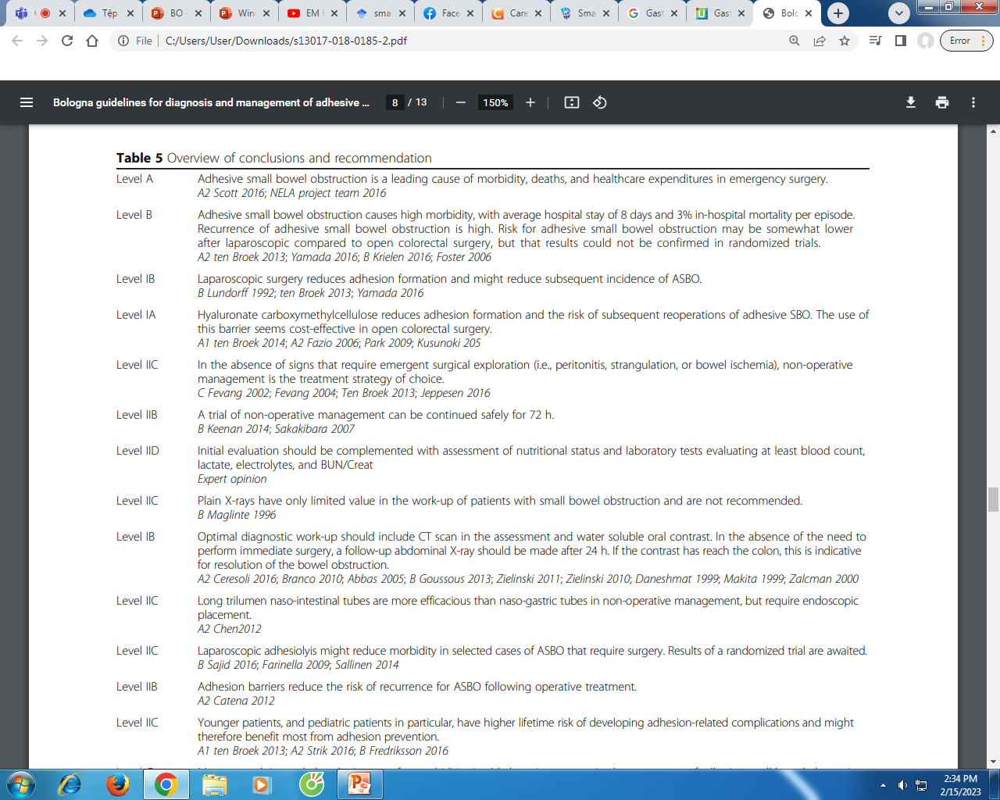 Tệp
BO
Win
EM
sma
Face
Care
Sma
Gast
Gast
Bolo
File
C:/Users/User/Downloads/s13017-018-0185-2.pdf
Error
Bologna guidelines for diagnosis and management of adhesive ...
8 / 13
150%
Table 5 Overview of conclusions and recommendation
Level A
Adhesive small bowel obstruction is a leading cause of morbidity, deaths, and healthcare expenditures in emergency surgery.
A2 Scott 2016; NELA project team 2016
Level B
Adhesive small bowel obstruction causes high morbidity, with average hospital stay of 8 days and 3% in-hospital mortality per episode.
Recurrence of adhesive small bowel obstruction is high. Risk for adhesive small bowel obstruction may be somewhat lower
after laparoscopic compared to open colorectal surgery, but that results could not be confirmed in randomized trials.
A2 ten Broek 2013; Yamada 2016; B Krielen 2016; Foster 2006
Level IB
Laparoscopic surgery reduces adhesion formation and might reduce subsequent incidence of ASBO.
B Lundorff 1992; ten Broek 2013; Yamada 2016
Level IA
Hyaluronate carboxymethylcellulose reduces adhesion formation and the risk of subsequent reoperations of adhesive SBO. The use of
this barrier seems cost-effective in open colorectal surgery.
A1 ten Broek 2014; A2 Fazio 2006; Park 2009; Kusunoki 205
Level IIC
In the absence of signs that require emergent surgical exploration (i.e., peritonitis, strangulation, or bowel ischemia), non-operative
management is the treatment strategy of choice.
C Fevang 2002; Fevang 2004; Ten Broek 2013; Jeppesen 2016
Level IIB
A trial of non-operative management can be continued safely for 72 h.
B Keenan 2014; Sakakibara 2007
Level IID
Initial evaluation should be complemented with assessment of nutritional status and laboratory tests evaluating at least blood count,
lactate, electrolytes, and BUN/Creat
Expert opinion
Level IIC
Plain X-rays have only limited value in the work-up of patients with small bowel obstruction and are not recommended.
B Maglinte 1996
Level IB
Optimal diagnostic work-up should include CT scan in the assessment and water soluble oral contrast. In the absence of the need to
perform immediate surgery, a follow-up abdominal X-ray should be made after 24 h. If the contrast has reach the colon, this is indicative
for resolution of the bowel obstruction.
A2 Ceresoli 2016; Branco 2010; Abbas 2005; B Goussous 2013; Zielinski 2011; Zielinski 2010; Daneshmat 1999; Makita 1999; Zalcman 2000
Level IIC
Long trilumen naso-intestinal tubes are more efficacious than naso-gastric tubes in non-operative management, but require endoscopic
placement.
A2 Chen2012
Level IIC
Laparoscopic adhesiolyis might reduce morbidity in selected cases of ASBO that require surgery. Results of a randomized trial are awaited.
B Sajid 2016; Farinella 2009; Sallinen 2014
Level IIB
Adhesion barriers reduce the risk of recurrence for ASBO following operative treatment.
A2 Catena 2012
Level IIC
Younger patients, and pediatric patients in particular, have higher lifetime risk of developing adhesion-related complications and might
therefore benefit most from adhesion prevention.
A1 ten Broek 2013; A2 Strik 2016; B Fredriksson 2016
2:34 PM
2/15/2023